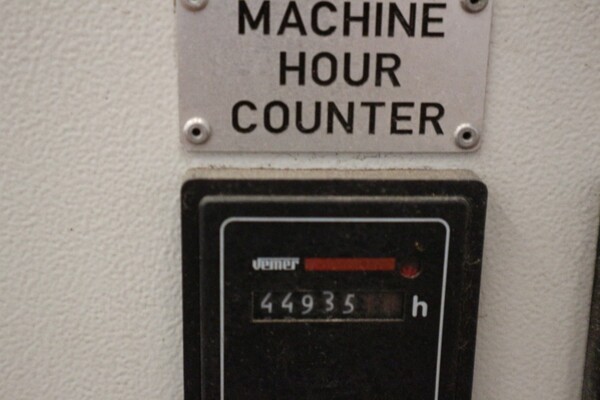 MACHINE
HOUR
COUNTER
vemer
44935 h